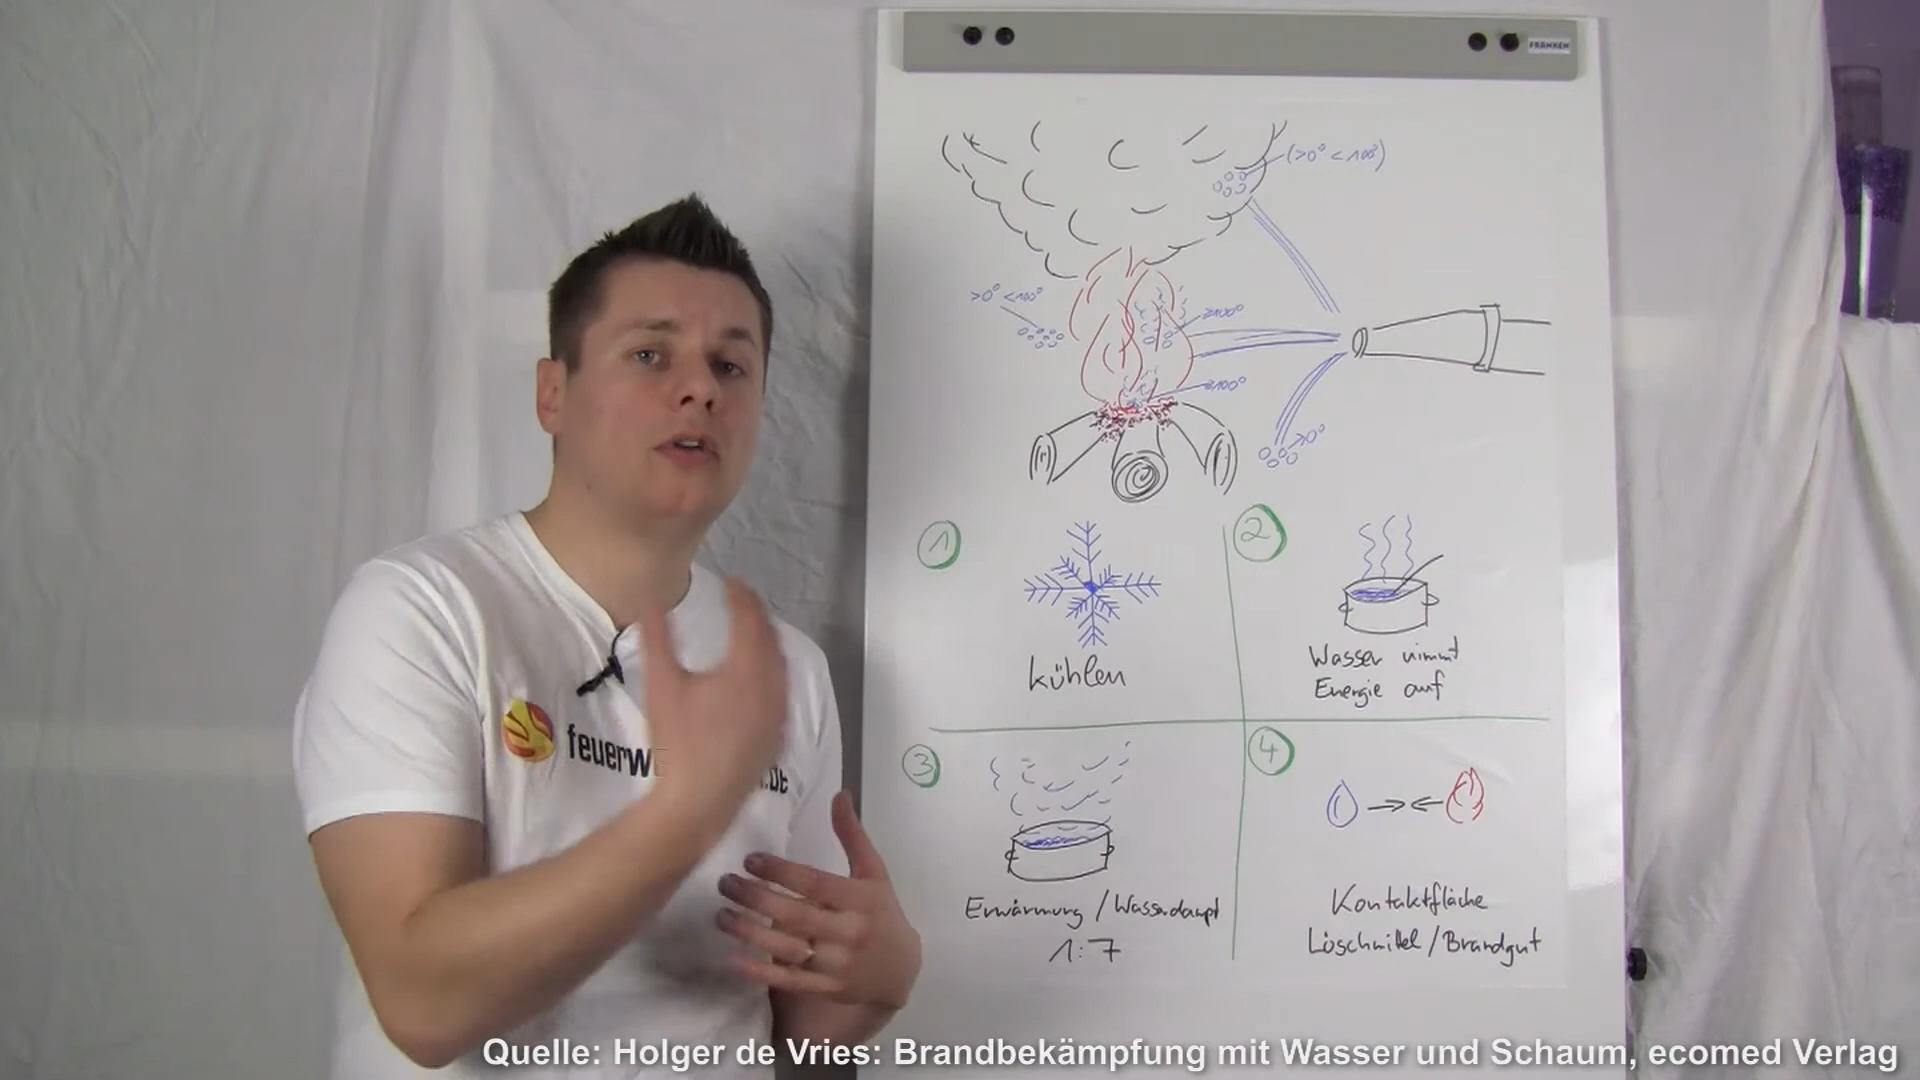 FRANKEN
(>0° <100°)
>0° <100°
≥100°
≥100°
>0°
1
2
kühlen
Wasser nimmt
Energie auf
3
4
Erwärmung / Wasserdampf
1:7
Kontaktfläche
Löschmittel / Brandgut
feuerwe
.de
Quelle: Holger de Vries: Brandbekämpfung mit Wasser und Schaum, ecomed Verlag